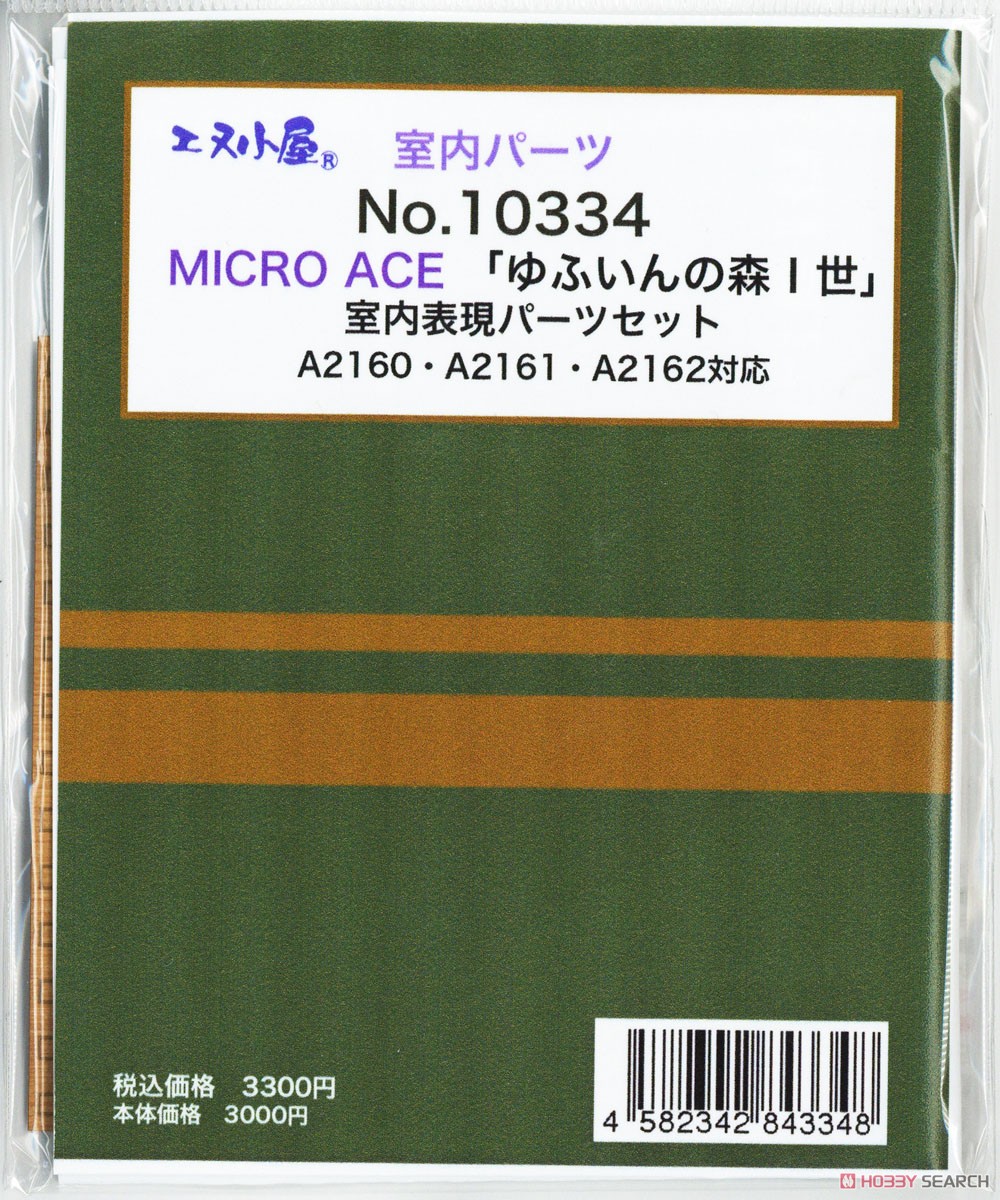 エヌ小屋® 室内パーツ
No.10334
MICRO ACE 「ゆふいんの森Ⅰ世」
室内表現パーツセット
A2160・A2161・A2162対応
税込価格 3300円
本体価格 3000円
4 582342 843348
HOBBY SEARCH